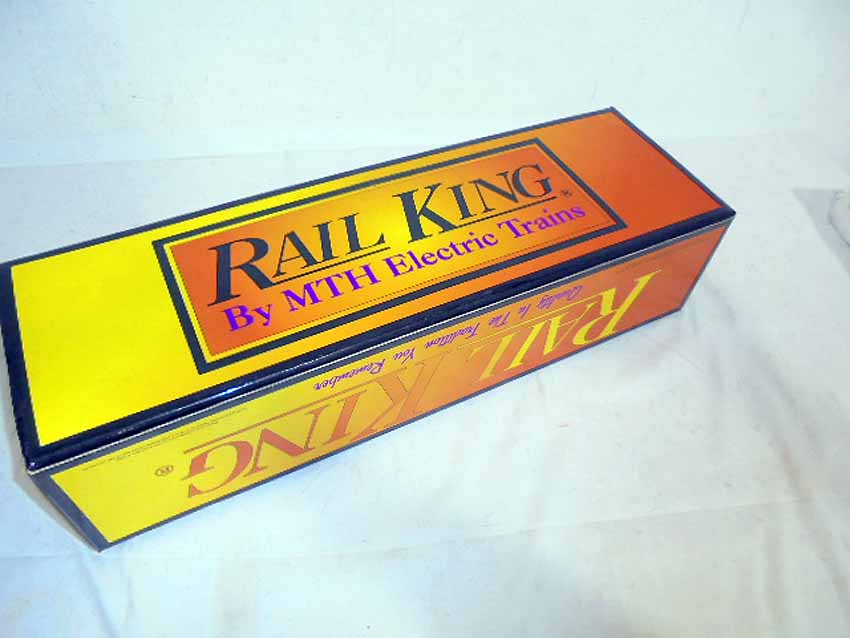 RAIL KING®
By MTH Electric Trains
RAIL KING®
Quality In The Tradition You Remember